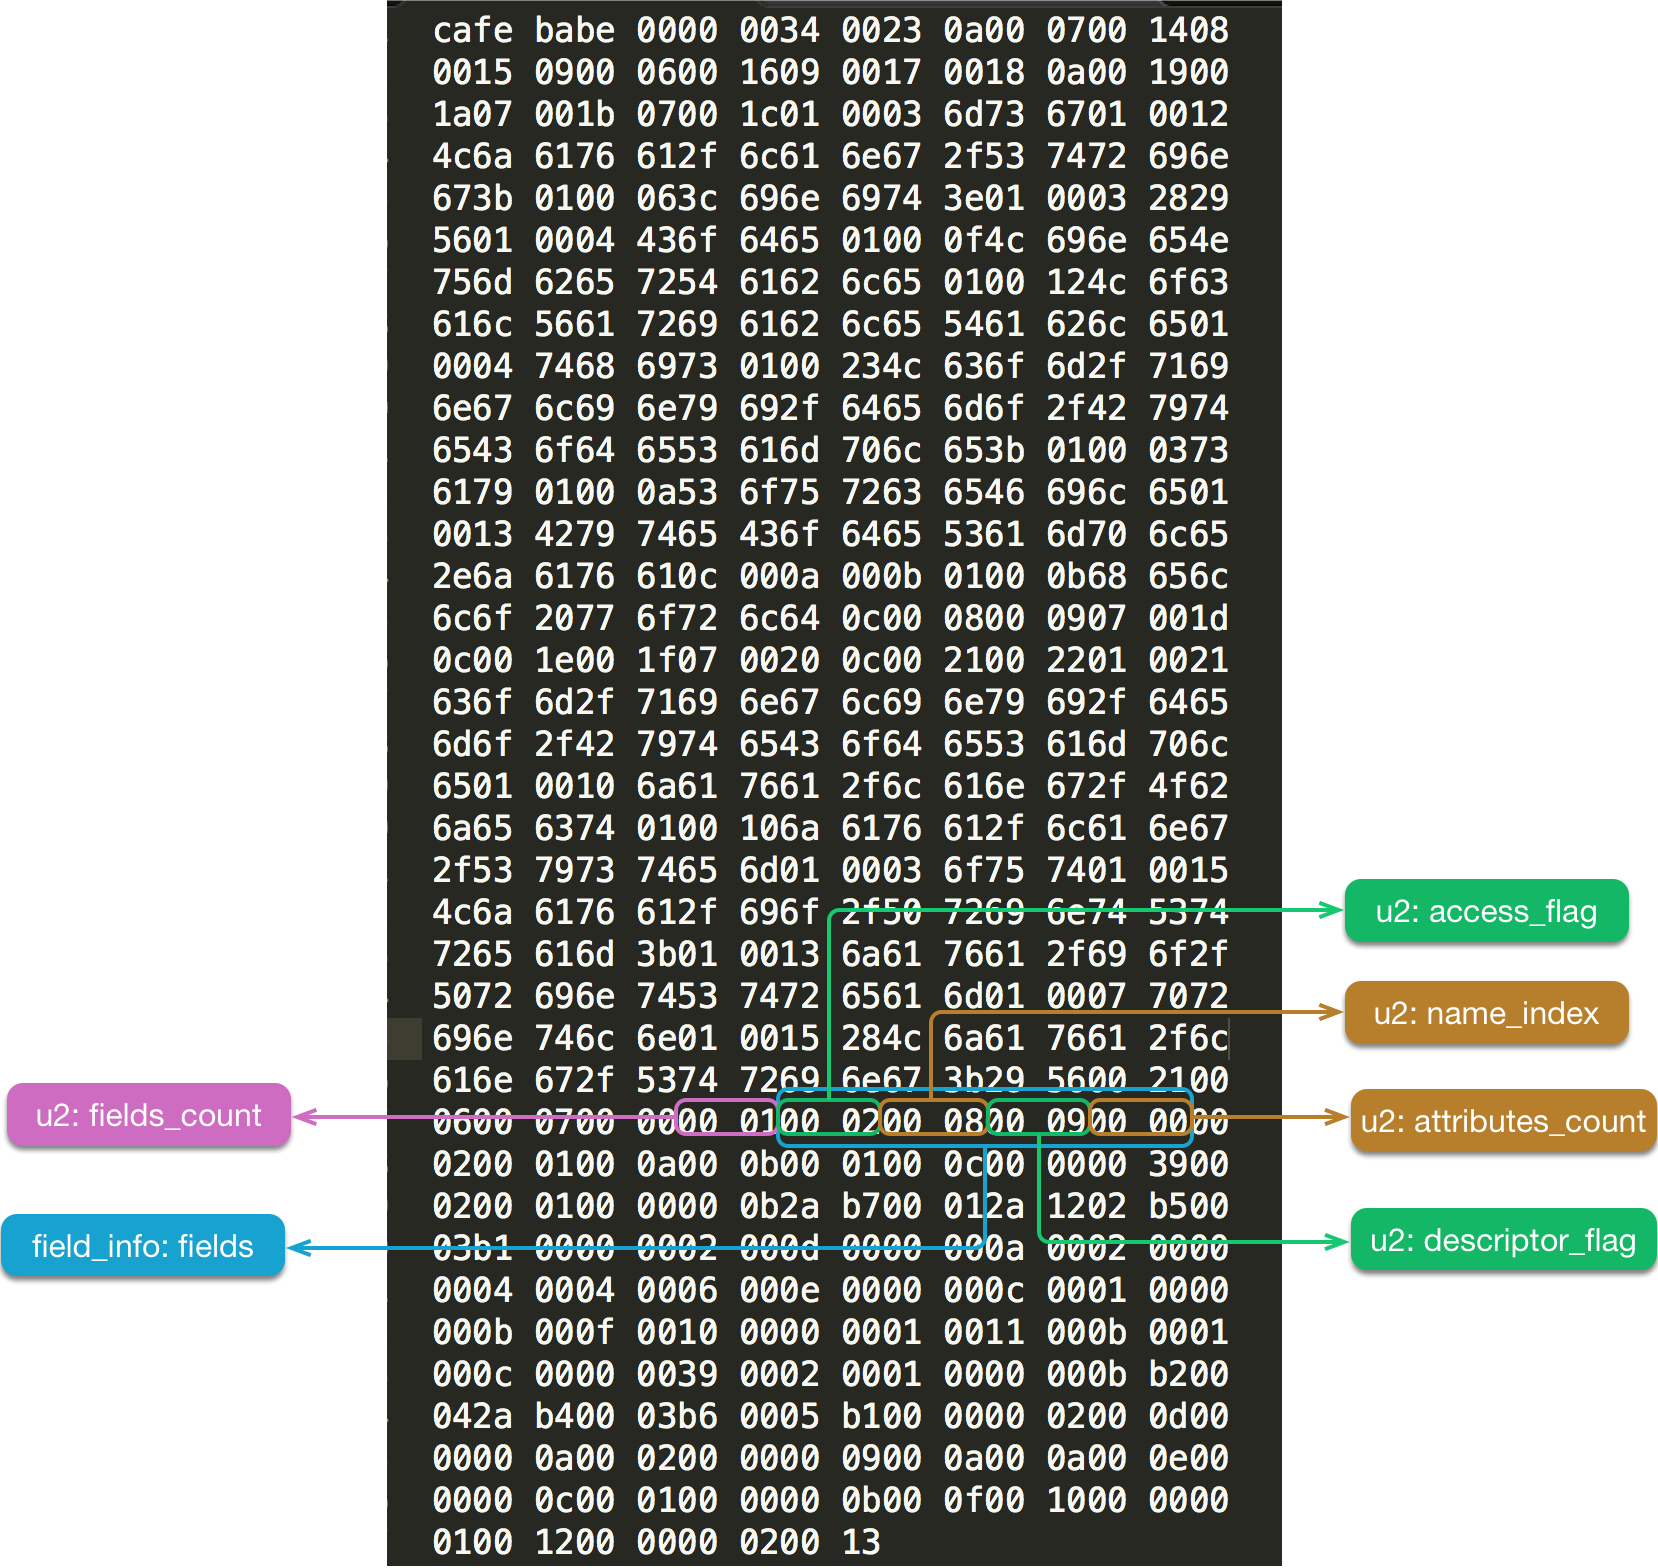 cafe babe 0000 0034 0023 0a00 0700 1408
0015 0900 0600 1609 0017 0018 0a00 1900
1a07 001b 0700 1c01 0003 6d73 6701 0012
4c6a 6176 612f 6c61 6e67 2f53 7472 696e
673b 0100 063c 696e 6974 3e01 0003 2829
5601 0004 436f 6465 0100 0f4c 696e 654e
756d 6265 7254 6162 6c65 0100 124c 6f63
616c 5661 7269 6162 6c65 5461 626c 6501
0004 7468 6973 0100 234c 636f 6d2f 7169
6e67 6c69 6e79 692f 6465 6d6f 2f42 7974
6543 6f64 6553 616d 706c 653b 0100 0373
6179 0100 0a53 6f75 7263 6546 696c 6501
0013 4279 7465 436f 6465 5361 6d70 6c65
2e6a 6176 610c 000a 000b 0100 0b68 656c
6c6f 2077 6f72 6c64 0c00 0800 0907 001d
0c00 1e00 1f07 0020 0c00 2100 2201 0021
636f 6d2f 7169 6e67 6c69 6e79 692f 6465
6d6f 2f42 7974 6543 6f64 6553 616d 706c
6501 0010 6a61 7661 2f6c 616e 672f 4f62
6a65 6374 0100 106a 6176 612f 6c61 6e67
2f53 7973 7465 6d01 0003 6f75 7401 0015
4c6a 6176 612f 696f 2f50 7269 6e74 5374
u2: access_flag
7265 616d 3b01 0013 6a61 7661 2f69 6f2f
5072 696e 7453 7472 6561 6d01 0007 7072
u2: name_index
696e 746c 6e01 0015 284c 6a61 7661 2f6c
616e 672f 5374 7269 6e67 3b29 5600 2100
u2: fields_count
0600 0700 0000 0100 0200 0800 0900 0000
u2: attributes_count
0200 0100 0a00 0b00 0100 0c00 0000 3900
0200 0100 0000 0b2a b700 012a 1202 b500
field_info: fields
03b1 0000 0002 000d 0000 000a 0002 0000
u2: descriptor_flag
0004 0004 0006 000e 0000 000c 0001 0000
000b 000f 0010 0000 0001 0011 000b 0001
000c 0000 0039 0002 0001 0000 000b b200
042a b400 03b6 0005 b100 0000 0200 0d00
0000 0a00 0200 0000 0900 0a00 0a00 0e00
0000 0c00 0100 0000 0b00 0f00 1000 0000
0100 1200 0000 0200 13